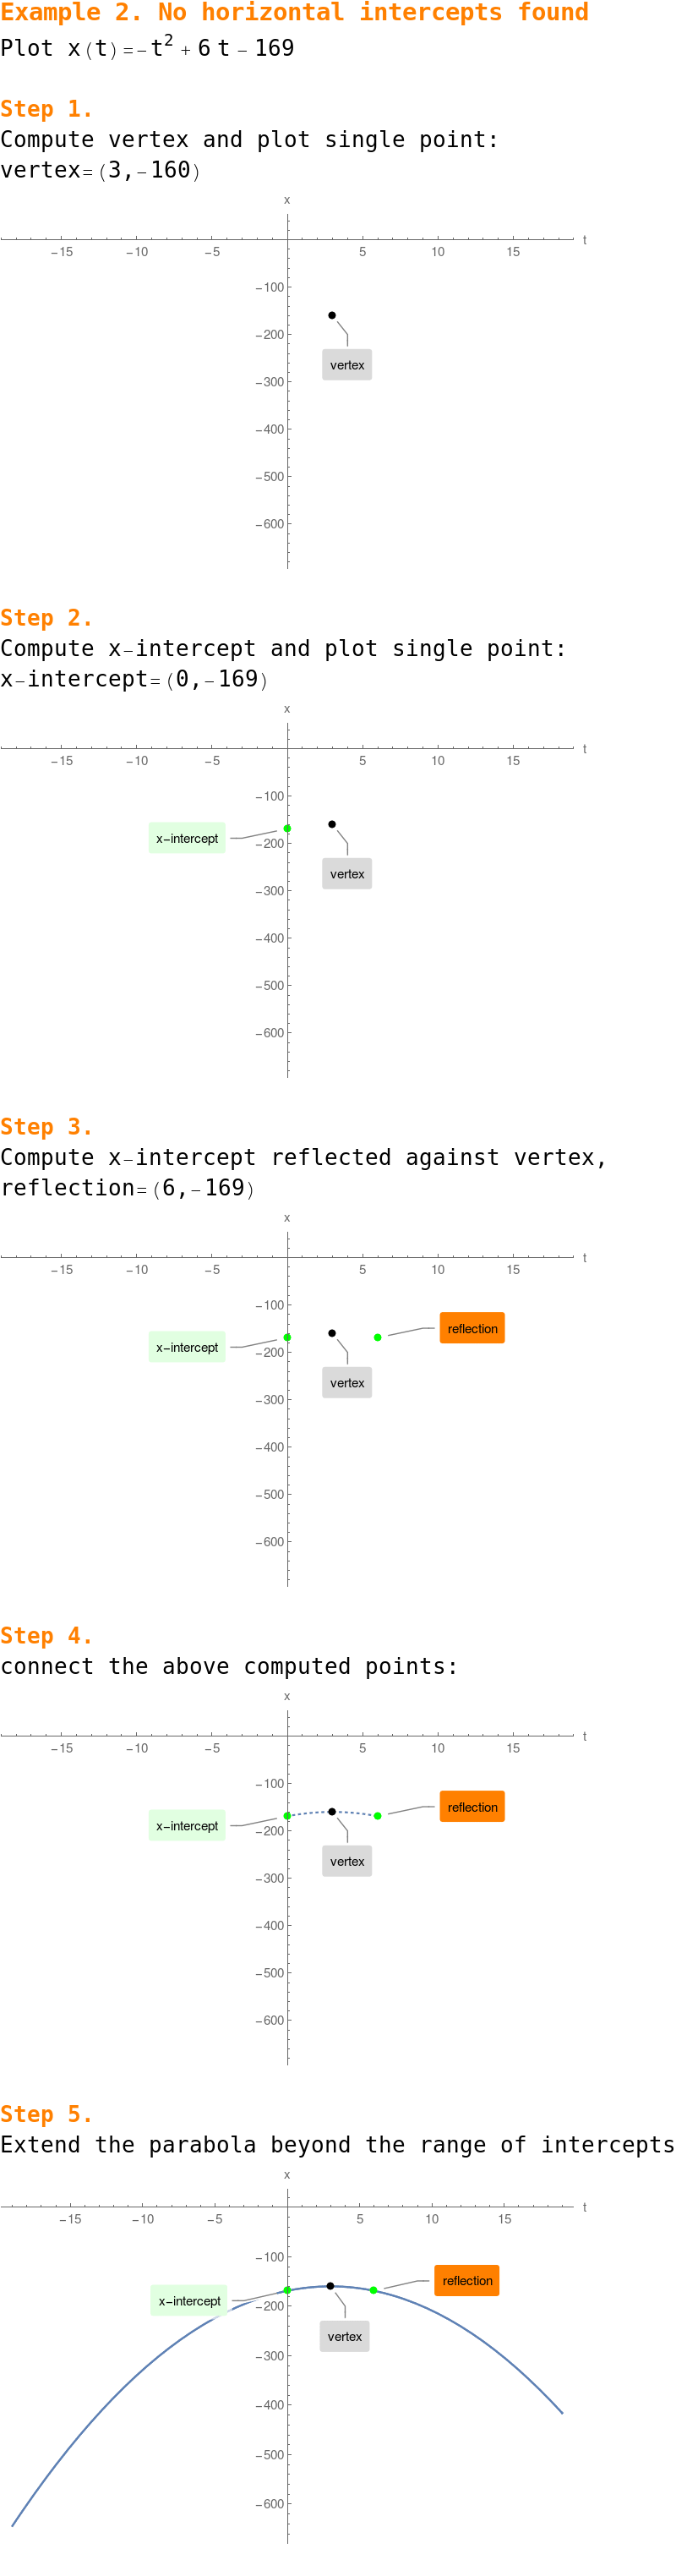 Example 2. No horizontal intercepts found
Plot x(t)=-t² + 6 t - 169
Step 1.
Compute vertex and plot single point:
vertex=(3,-160)
x
t
-15 -10 -5 5 10 15
-100
-200
vertex
-300
-400
-500
-600
Step 2.
Compute x-intercept and plot single point:
x-intercept=(0,-169)
x
t
-15 -10 -5 5 10 15
-100
x-intercept
-200
vertex
-300
-400
-500
-600
Step 3.
Compute x-intercept reflected against vertex,
reflection=(6,-169)
x
t
-15 -10 -5 5 10 15
-100
reflection
x-intercept
-200
vertex
-300
-400
-500
-600
Step 4.
connect the above computed points:
x
t
-15 -10 -5 5 10 15
-100
reflection
x-intercept
-200
vertex
-300
-400
-500
-600
Step 5.
Extend the parabola beyond the range of intercepts
x
t
-15 -10 -5 5 10 15
-100
reflection
x-intercept
-200
vertex
-300
-400
-500
-600